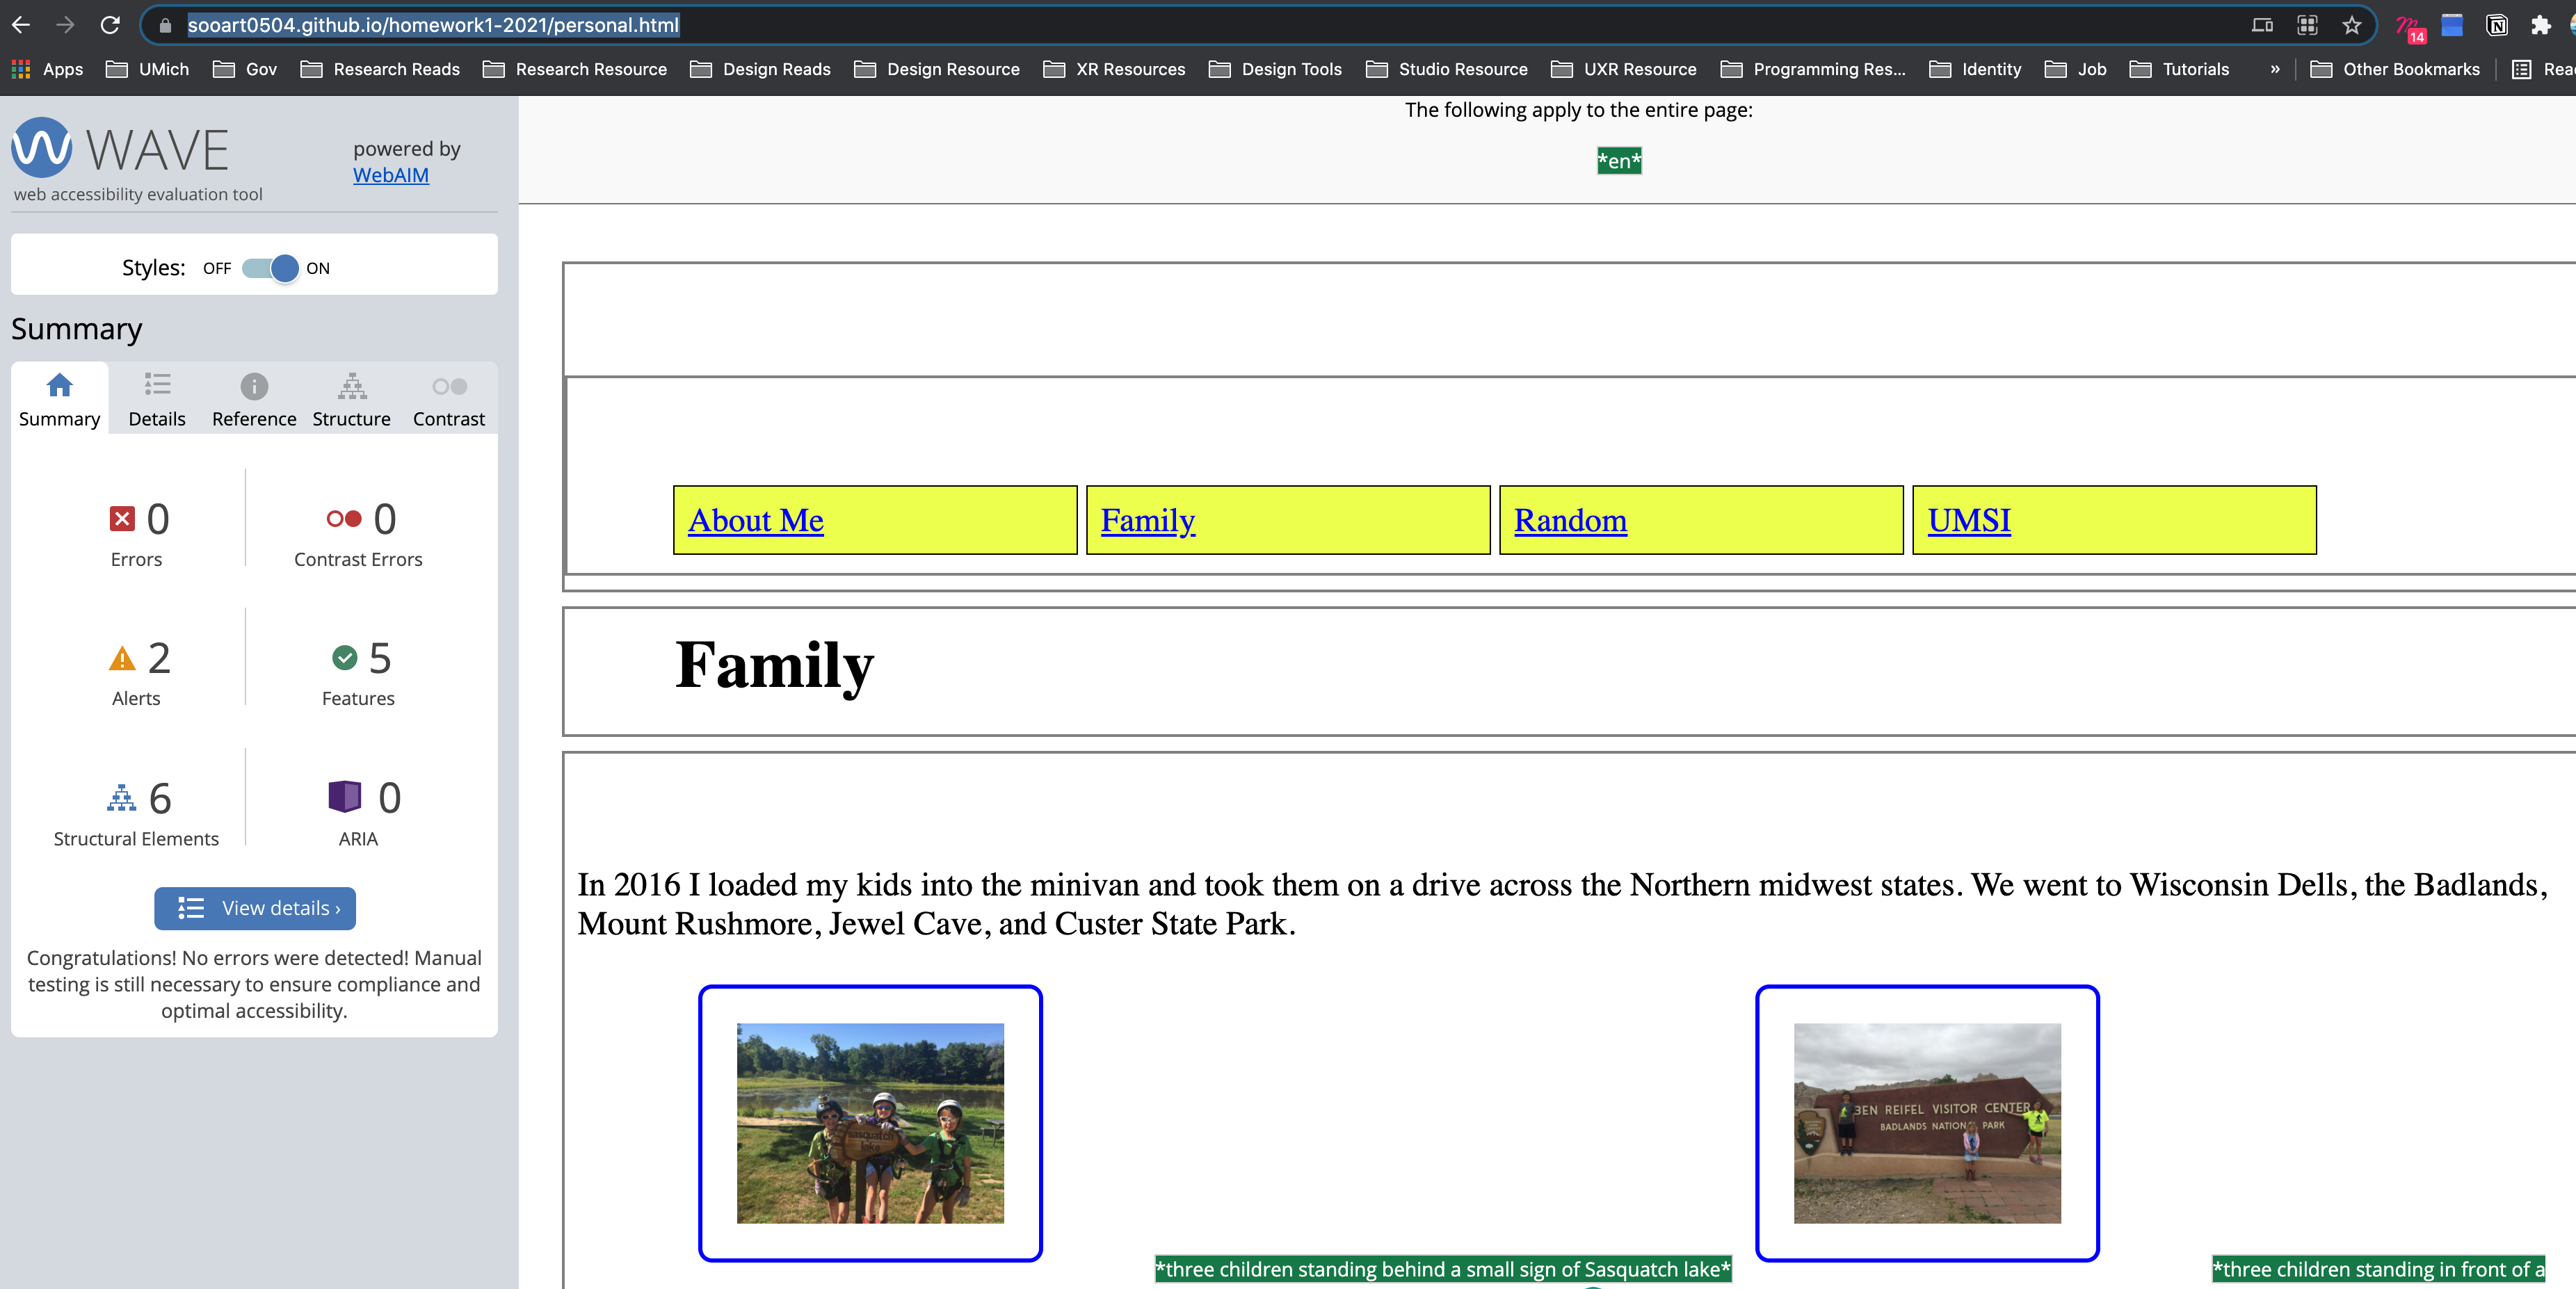 sooart0504.github.io/homework1-2021/personal.html
14
Apps UMich Gov Research Reads Research Resource Design Reads Design Resource XR Resources Design Tools Studio Resource UXR Resource Programming Res... Identity Job Tutorials » Other Bookmarks
WAVE
powered by
WebAIM
web accessibility evaluation tool
Styles: OFF ON
Summary
Summary Details Reference Structure Contrast
0 0
Errors Contrast Errors
2 5
Alerts Features
6 0
Structural Elements ARIA
View details ›
Congratulations! No errors were detected! Manual
testing is still necessary to ensure compliance and
optimal accessibility.
The following apply to the entire page:
*en*
About Me Family Random UMSI
Family
In 2016 I loaded my kids into the minivan and took them on a drive across the Northern midwest states. We went to Wisconsin Dells, the Badlands,
Mount Rushmore, Jewel Cave, and Custer State Park.
Sasquatch
lake
BEN REIFEL VISITOR CENTER
BADLANDS NATIONAL PARK
*three children standing behind a small sign of Sasquatch lake* *three children standing in front of a